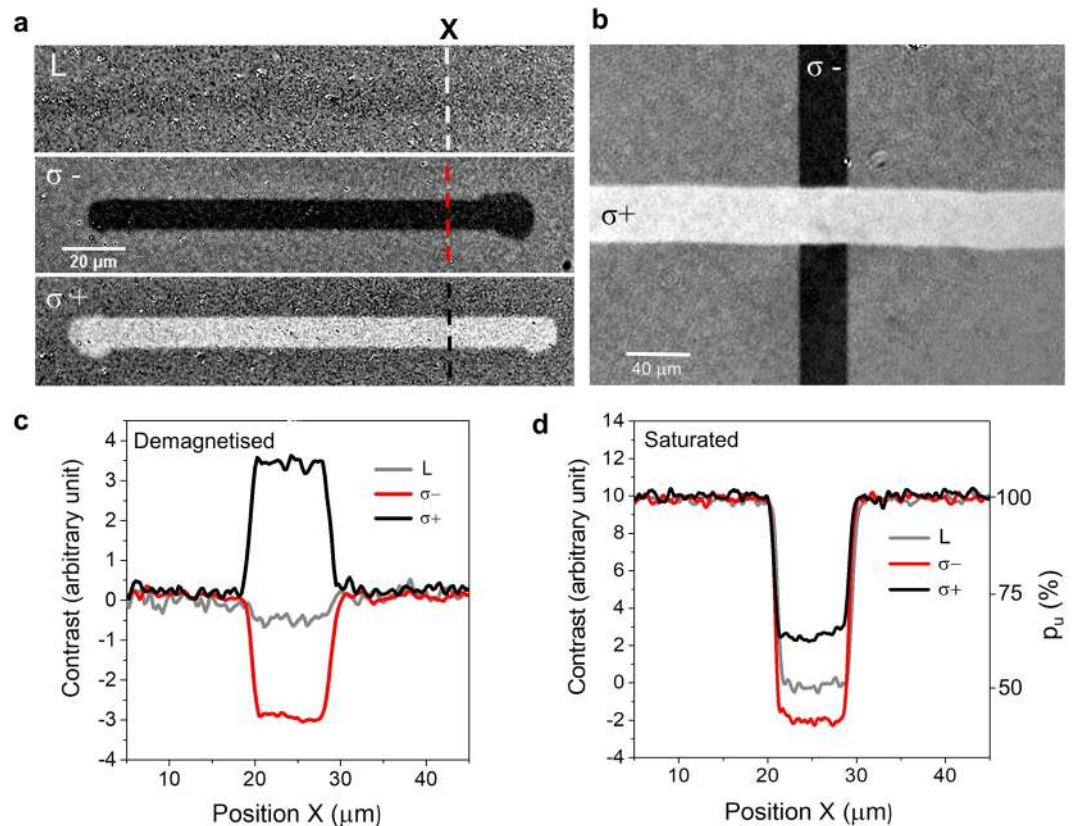 a
X
L
σ -
20 μm
σ +
b
σ -
σ+
40 μm
c
Demagnetised
L
σ−
σ+
Contrast (arbitrary unit)
4
3
2
1
0
-1
-2
-3
-4
10 20 30 40
Position X (μm)
d
Saturated
L
σ−
σ+
Contrast (arbitrary unit)
14
12
10
8
6
4
2
0
-2
-4
100
75
50
pu (%)
10 20 30 40
Position X (μm)